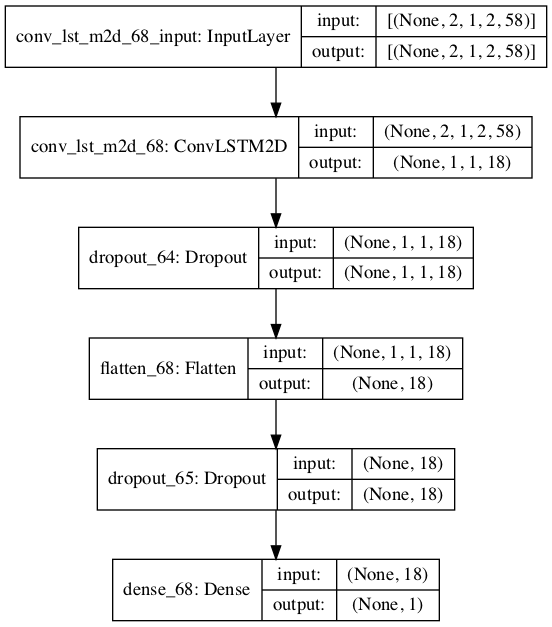 conv_lst_m2d_68_input: InputLayer
input:
[(None, 2, 1, 2, 58)]
output:
[(None, 2, 1, 2, 58)]
conv_lst_m2d_68: ConvLSTM2D
input:
(None, 2, 1, 2, 58)
output:
(None, 1, 1, 18)
dropout_64: Dropout
input:
(None, 1, 1, 18)
output:
(None, 1, 1, 18)
flatten_68: Flatten
input:
(None, 1, 1, 18)
output:
(None, 18)
dropout_65: Dropout
input:
(None, 18)
output:
(None, 18)
dense_68: Dense
input:
(None, 18)
output:
(None, 1)